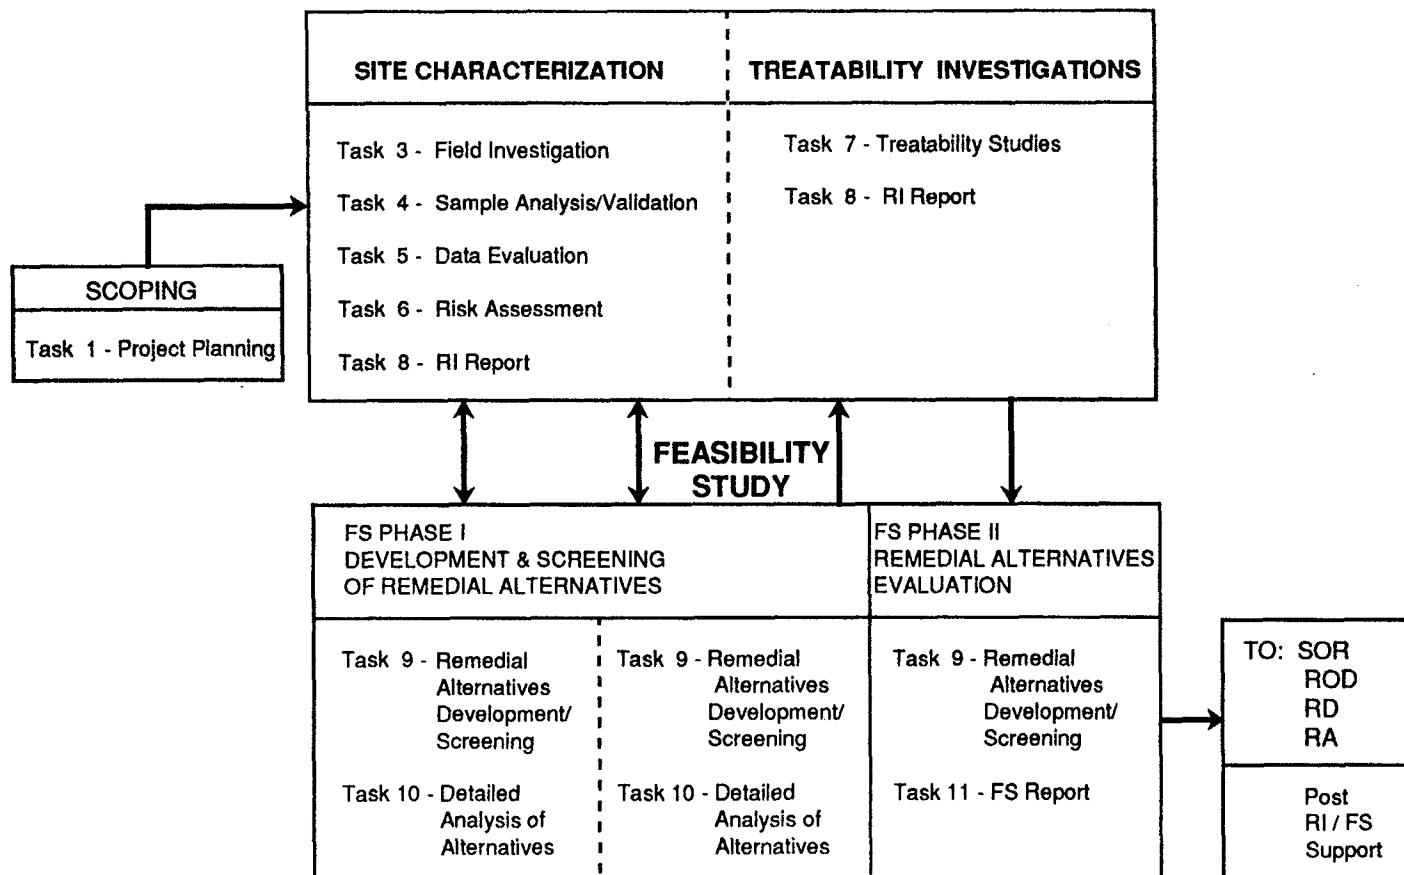 SITE CHARACTERIZATION
TREATABILITY INVESTIGATIONS
Task 3 - Field Investigation
Task 4 - Sample Analysis/Validation
Task 5 - Data Evaluation
Task 6 - Risk Assessment
Task 8 - RI Report
Task 7 - Treatability Studies
Task 8 - RI Report
SCOPING
Task 1 - Project Planning
FEASIBILITY
STUDY
FS PHASE I
DEVELOPMENT & SCREENING
OF REMEDIAL ALTERNATIVES
FS PHASE II
REMEDIAL ALTERNATIVES
EVALUATION
Task 9 - Remedial
Alternatives
Development/
Screening
Task 10 - Detailed
Analysis of
Alternatives
Task 9 - Remedial
Alternatives
Development/
Screening
Task 10 - Detailed
Analysis of
Alternatives
Task 9 - Remedial
Alternatives
Development/
Screening
Task 11 - FS Report
TO: SOR
ROD
RD
RA
Post
RI / FS
Support